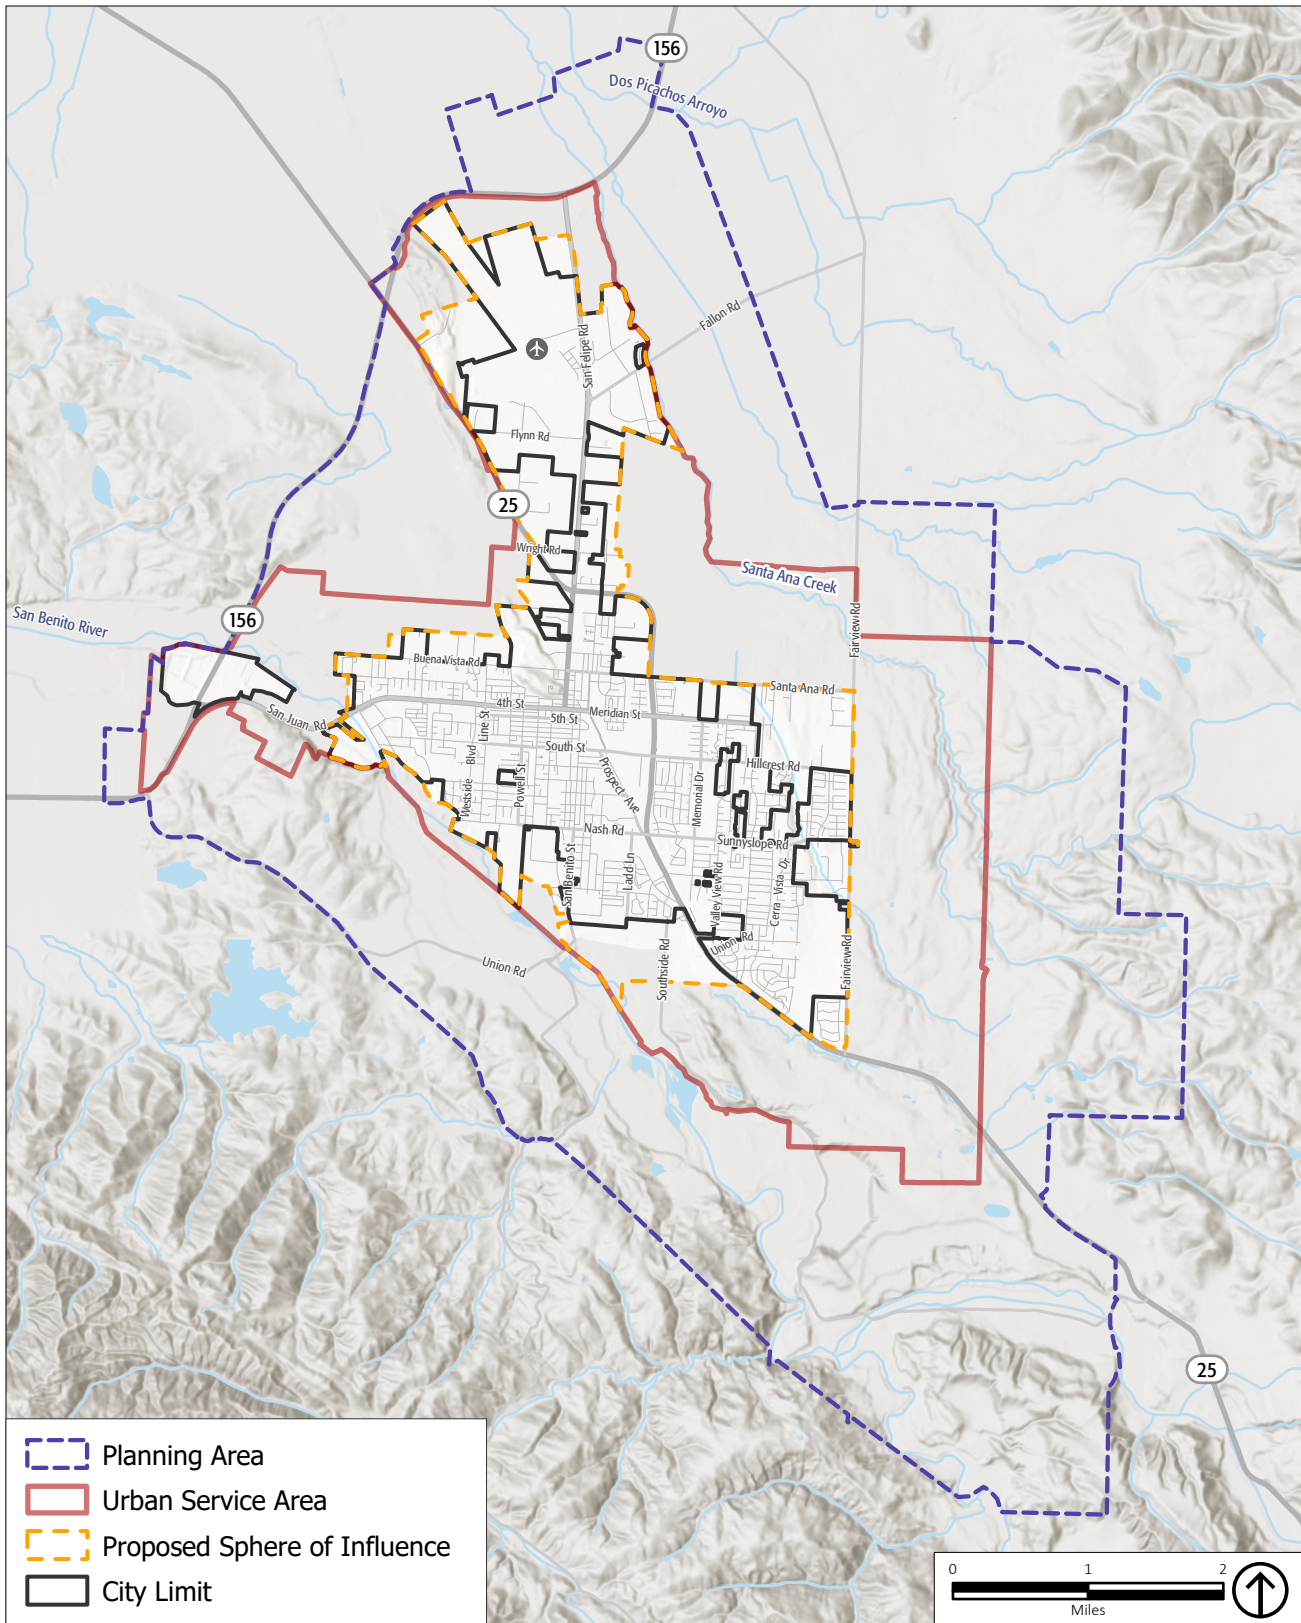 156
Dos Picachos Arroyo
Fallon Rd
San Felipe Rd
Flynn Rd
25
Wright Rd
Santa Ana Creek
Fairview Rd
San Benito River
156
Buena Vista Rd
Santa Ana Rd
4th St
5th St
Meridian St
San Juan Rd
Line St
South St
Hillcrest Rd
Westside Blvd
Powell St
Prospect Ave
Memorial Dr
Nash Rd
Sunnyslope Rd
San Benito St
Ladd Ln
Valley View Rd
Cerra Vista Dr
Union Rd
Union Rd
Southside Rd
Fairview Rd
25
Planning Area
Urban Service Area
Proposed Sphere of Influence
City Limit
0 1 2
Miles